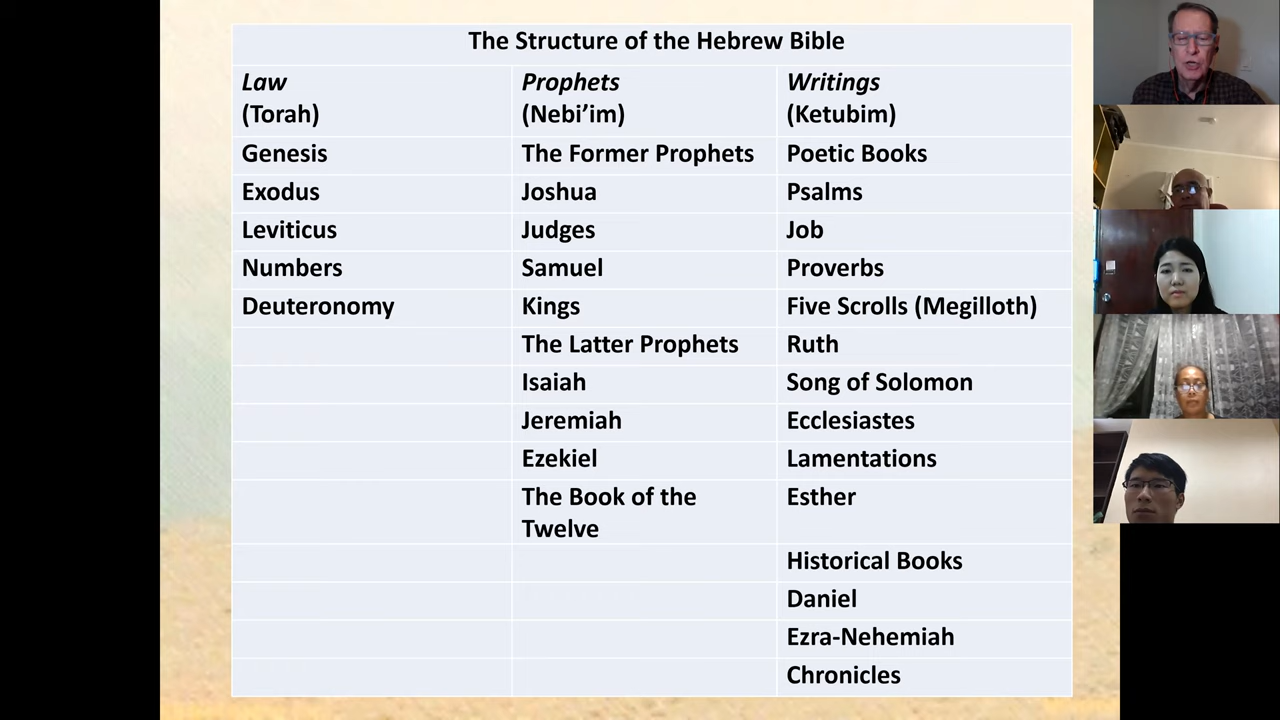 The Structure of the Hebrew Bible
Law
(Torah)
Prophets
(Nebi’im)
Writings
(Ketubim)
Genesis
The Former Prophets
Poetic Books
Exodus
Joshua
Psalms
Leviticus
Judges
Job
Numbers
Samuel
Proverbs
Deuteronomy
Kings
Five Scrolls (Megilloth)
The Latter Prophets
Ruth
Isaiah
Song of Solomon
Jeremiah
Ecclesiastes
Ezekiel
Lamentations
The Book of the
Twelve
Esther
Historical Books
Daniel
Ezra-Nehemiah
Chronicles